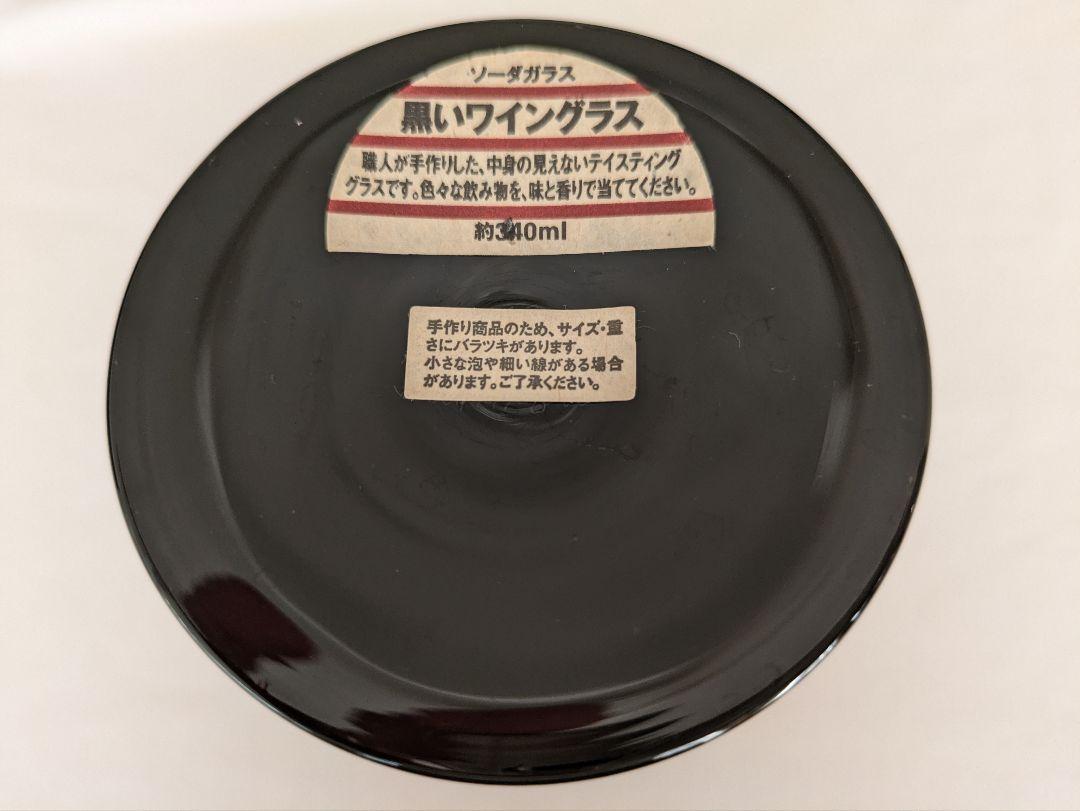 ソーダガラス
黒いワイングラス
職人が手作りした、中身の見えないテイスティング
グラスです。色々な飲み物を、味と香りで当ててください。
約340ml
手作り商品のため、サイズ・重
さにバラツキがあります。
小さな泡や細い線がある場合
があります。ご了承ください。